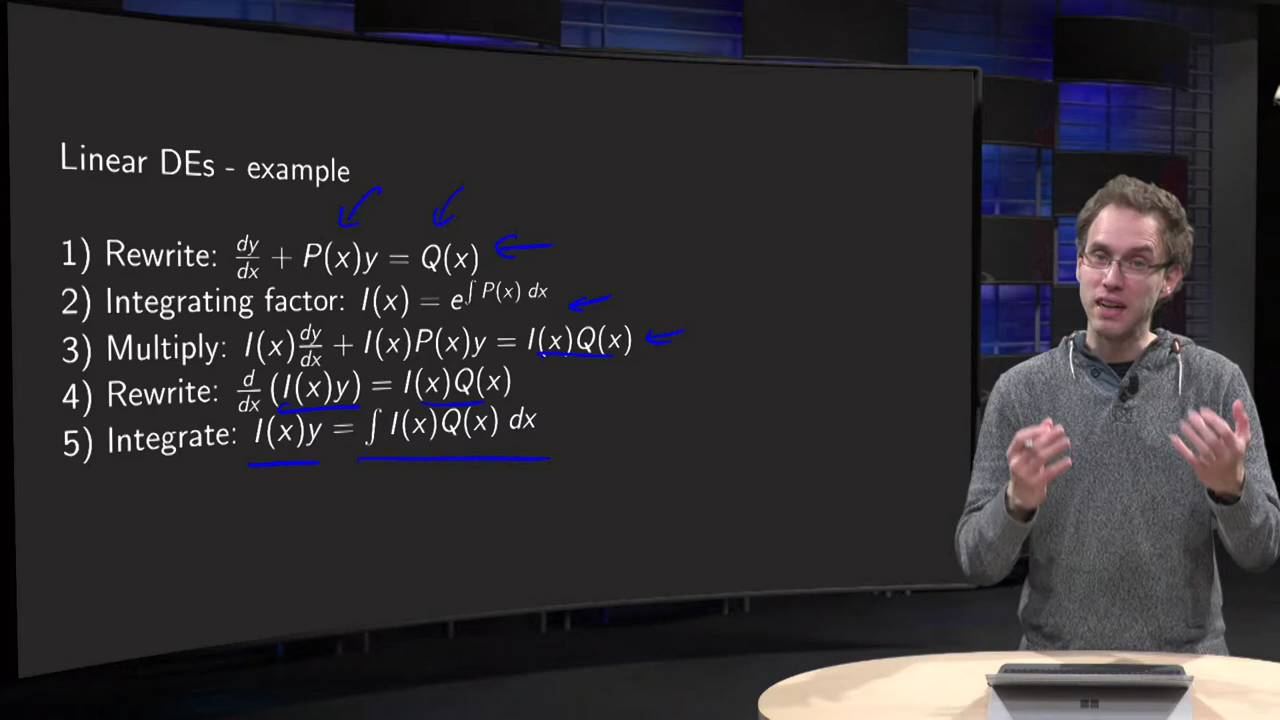 Linear DEs - example
1) Rewrite: dy/dx + P(x)y = Q(x)
2) Integrating factor: I(x) = e^{∫ P(x) dx}
3) Multiply: I(x)dy/dx + I(x)P(x)y = I(x)Q(x)
4) Rewrite: d/dx (I(x)y) = I(x)Q(x)
5) Integrate: I(x)y = ∫ I(x)Q(x) dx